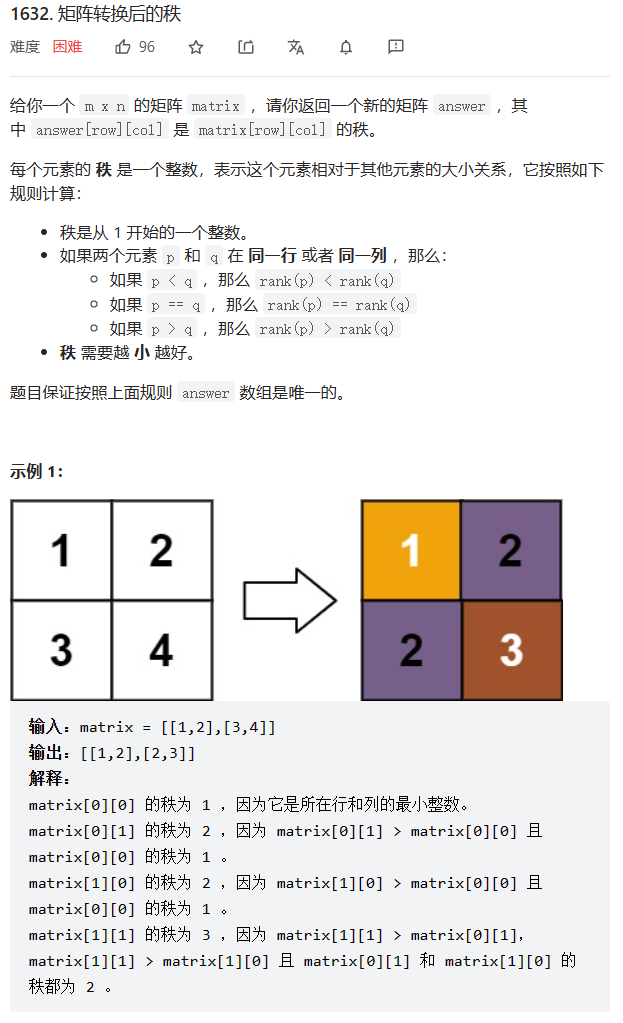 1632. 矩阵转换后的秩
难度 困难 96
给你一个 m x n 的矩阵 matrix ，请你返回一个新的矩阵 answer ，其
中 answer[row][col] 是 matrix[row][col] 的秩。
每个元素的 秩 是一个整数，表示这个元素相对于其他元素的大小关系，它按照如下
规则计算：
• 秩是从 1 开始的一个整数。
• 如果两个元素 p 和 q 在 同一行 或者 同一列 ，那么：
○ 如果 p < q ，那么 rank(p) < rank(q)
○ 如果 p == q ，那么 rank(p) == rank(q)
○ 如果 p > q ，那么 rank(p) > rank(q)
• 秩 需要越 小 越好。
题目保证按照上面规则 answer 数组是唯一的。
示例 1：
1 2 1 2
3 4 2 3
输入：matrix = [[1,2],[3,4]]
输出：[[1,2],[2,3]]
解释：
matrix[0][0] 的秩为 1 ，因为它是所在行和列的最小整数。
matrix[0][1] 的秩为 2 ，因为 matrix[0][1] > matrix[0][0] 且
matrix[0][0] 的秩为 1 。
matrix[1][0] 的秩为 2 ，因为 matrix[1][0] > matrix[0][0] 且
matrix[0][0] 的秩为 1 。
matrix[1][1] 的秩为 3 ，因为 matrix[1][1] > matrix[0][1]，
matrix[1][1] > matrix[1][0] 且 matrix[0][1] 和 matrix[1][0] 的
秩都为 2 。